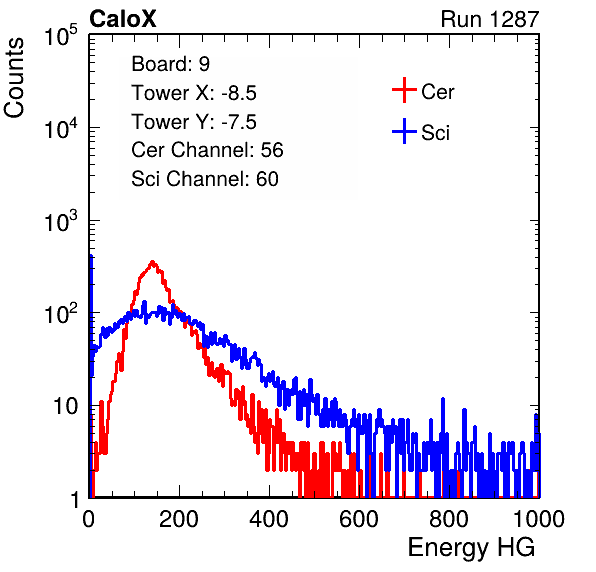 CaloX
Run 1287
Counts
10^5
10^4
10^3
10^2
10
1
Board: 9
Tower X: -8.5
Tower Y: -7.5
Cer Channel: 56
Sci Channel: 60
Cer
Sci
0 200 400 600 800 1000
Energy HG